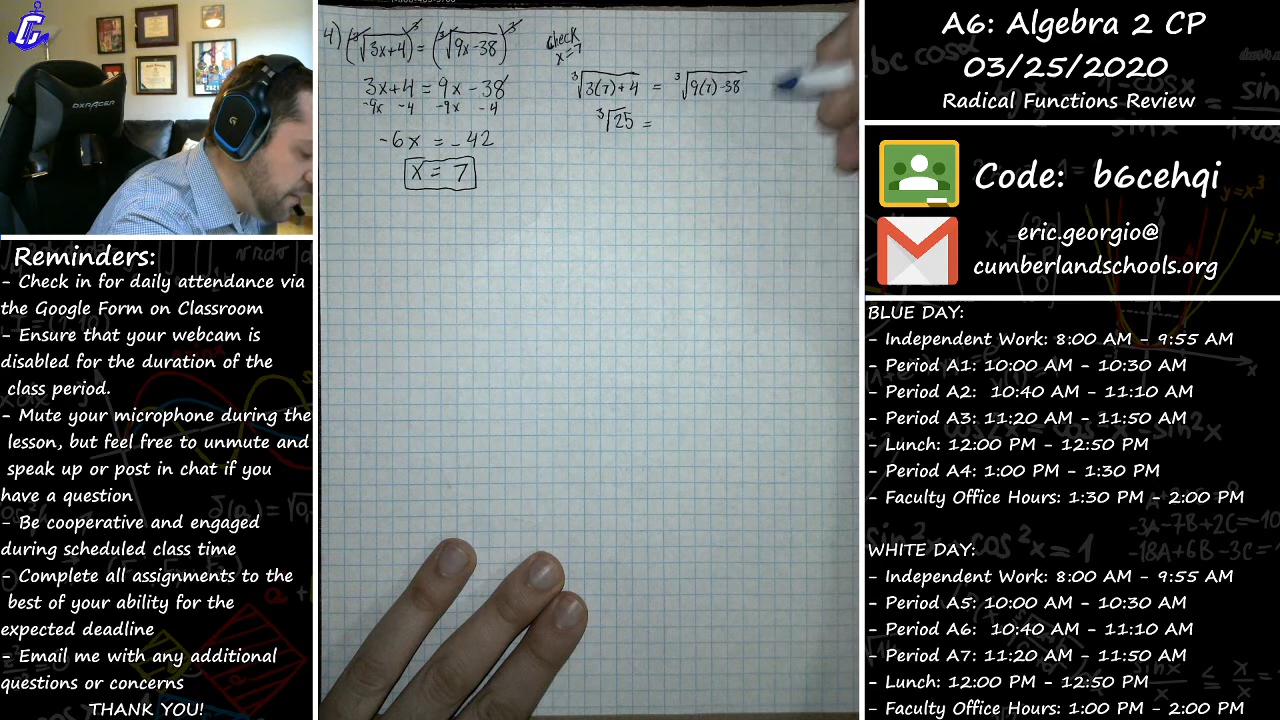 C
DXRACER
Reminders:
- Check in for daily attendance via
the Google Form on Classroom
- Ensure that your webcam is
disabled for the duration of the
class period.
- Mute your microphone during the
lesson, but feel free to unmute and
speak up or post in chat if you
have a question
- Be cooperative and engaged
during scheduled class time
- Complete all assignments to the
best of your ability for the
expected deadline
- Email me with any additional
questions or concerns
THANK YOU!
4) (∛(3x+4))³ = (∛(9x-38))³
3x+4 = 9x-38
-9x -4 -9x -4
-6x = -42
x = 7
check
x=7
∛(3(7)+4) = ∛(9(7)-38)
∛25 =
A6: Algebra 2 CP
03/25/2020
Radical Functions Review
Code: b6cehqi
eric.georgio@
cumberlandschools.org
BLUE DAY:
- Independent Work: 8:00 AM - 9:55 AM
- Period A1: 10:00 AM - 10:30 AM
- Period A2: 10:40 AM - 11:10 AM
- Period A3: 11:20 AM - 11:50 AM
- Lunch: 12:00 PM - 12:50 PM
- Period A4: 1:00 PM - 1:30 PM
- Faculty Office Hours: 1:30 PM - 2:00 PM
WHITE DAY:
- Independent Work: 8:00 AM - 9:55 AM
- Period A5: 10:00 AM - 10:30 AM
- Period A6: 10:40 AM - 11:10 AM
- Period A7: 11:20 AM - 11:50 AM
- Lunch: 12:00 PM - 12:50 PM
- Faculty Office Hours: 1:00 PM - 2:00 PM